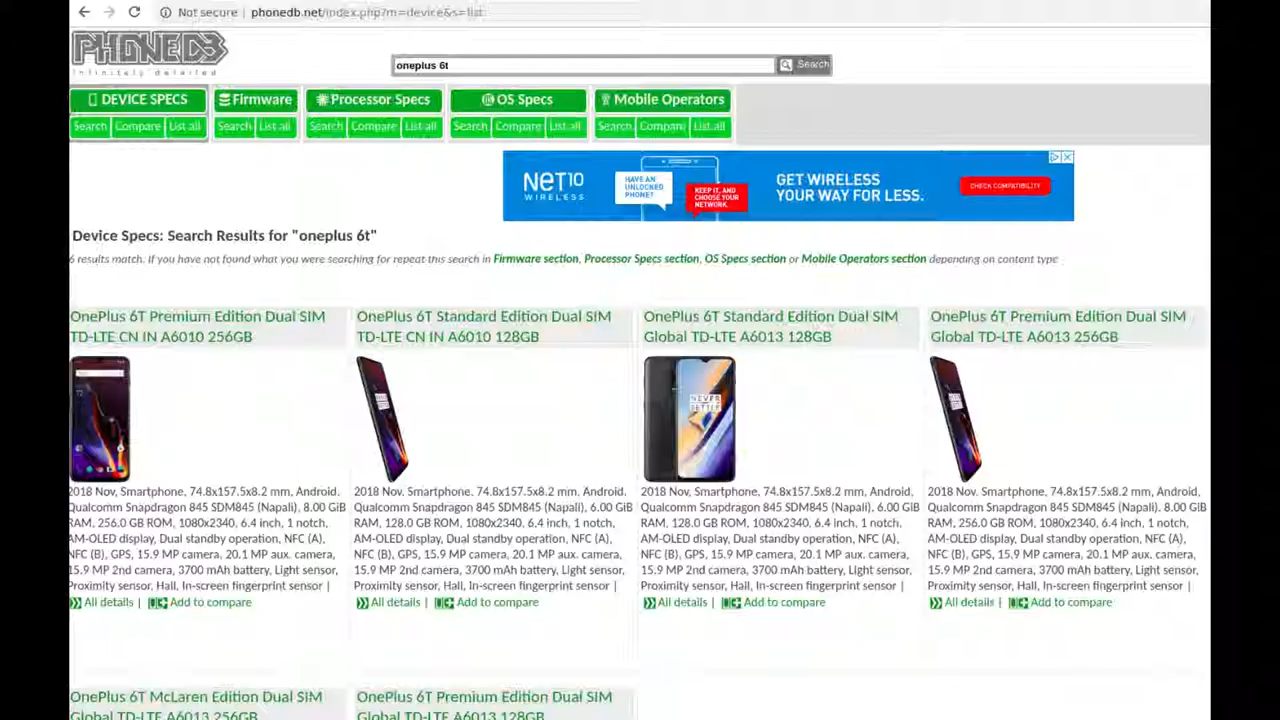 Not secure | phonedb.net/index.php?m=device&s=list
PHONEDB
Infinitely detailed
oneplus 6t
Search
DEVICE SPECS
Firmware
Processor Specs
OS Specs
Mobile Operators
Search Compare List all
Search List all
Search Compare List all
Search Compare List all
Search Compani List all
NET10
WIRELESS
HAVE AN
UNLOCKED
PHONE?
KEEP IT, AND
CHOOSE YOUR
NETWORK.
GET WIRELESS
YOUR WAY FOR LESS.
CHECK COMPATIBILITY
Device Specs: Search Results for "oneplus 6t"
6 results match. If you have not found what you were searching for repeat this search in Firmware section, Processor Specs section, OS Specs section or Mobile Operators section depending on content type
OnePlus 6T Premium Edition Dual SIM
TD-LTE CN IN A6010 256GB
2018 Nov, Smartphone, 74.8x157.5x8.2 mm, Android,
Qualcomm Snapdragon 845 SDM845 (Napali), 8.00 GiB
RAM, 256.0 GB ROM, 1080x2340, 6.4 inch, 1 notch,
AM-OLED display, Dual standby operation, NFC (A),
NFC (B), GPS, 15.9 MP camera, 20.1 MP aux. camera,
15.9 MP 2nd camera, 3700 mAh battery, Light sensor,
Proximity sensor, Hall, In-screen fingerprint sensor |
All details | Add to compare
OnePlus 6T Standard Edition Dual SIM
TD-LTE CN IN A6010 128GB
2018 Nov, Smartphone, 74.8x157.5x8.2 mm, Android,
Qualcomm Snapdragon 845 SDM845 (Napali), 6.00 GiB
RAM, 128.0 GB ROM, 1080x2340, 6.4 inch, 1 notch,
AM-OLED display, Dual standby operation, NFC (A),
NFC (B), GPS, 15.9 MP camera, 20.1 MP aux. camera,
15.9 MP 2nd camera, 3700 mAh battery, Light sensor,
Proximity sensor, Hall, In-screen fingerprint sensor |
All details | Add to compare
OnePlus 6T Standard Edition Dual SIM
Global TD-LTE A6013 128GB
NEVER
SETTLE
2018 Nov, Smartphone, 74.8x157.5x8.2 mm, Android,
Qualcomm Snapdragon 845 SDM845 (Napali), 6.00 GiB
RAM, 128.0 GB ROM, 1080x2340, 6.4 inch, 1 notch,
AM-OLED display, Dual standby operation, NFC (A),
NFC (B), GPS, 15.9 MP camera, 20.1 MP aux. camera,
15.9 MP 2nd camera, 3700 mAh battery, Light sensor,
Proximity sensor, Hall, In-screen fingerprint sensor |
All details | Add to compare
OnePlus 6T Premium Edition Dual SIM
Global TD-LTE A6013 256GB
2018 Nov, Smartphone, 74.8x157.5x8.2 mm, Android,
Qualcomm Snapdragon 845 SDM845 (Napali), 8.00 GiB
RAM, 256.0 GB ROM, 1080x2340, 6.4 inch, 1 notch,
AM-OLED display, Dual standby operation, NFC (A),
NFC (B), GPS, 15.9 MP camera, 20.1 MP aux. camera,
15.9 MP 2nd camera, 3700 mAh battery, Light sensor,
Proximity sensor, Hall, In-screen fingerprint sensor |
All details | Add to compare
OnePlus 6T McLaren Edition Dual SIM
Global TD-LTE A6013 256GB
OnePlus 6T Premium Edition Dual SIM
Global TD-LTE A6013 128GB